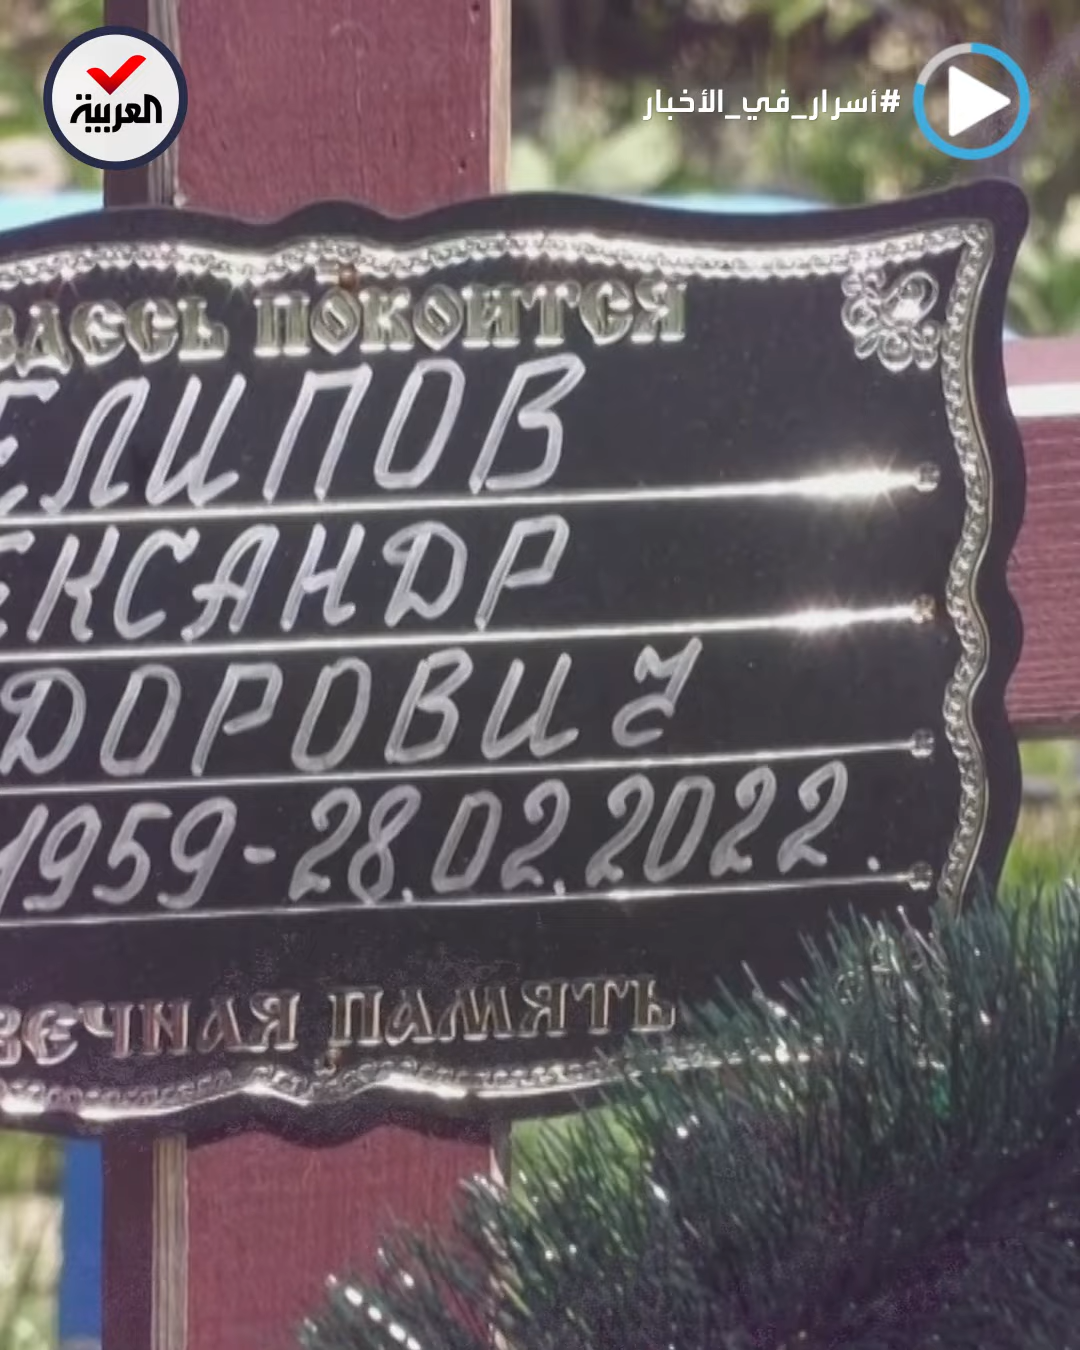 العربية
#أسرار_في_الأخبار
ЗДЕСЬ ПОКОИТСЯ
ЕЛИПОВ
ЕКСАНДР
ДОРОВИЧ
1959-28.02.2022.
ВЕЧНАЯ ПАМЯТЬ